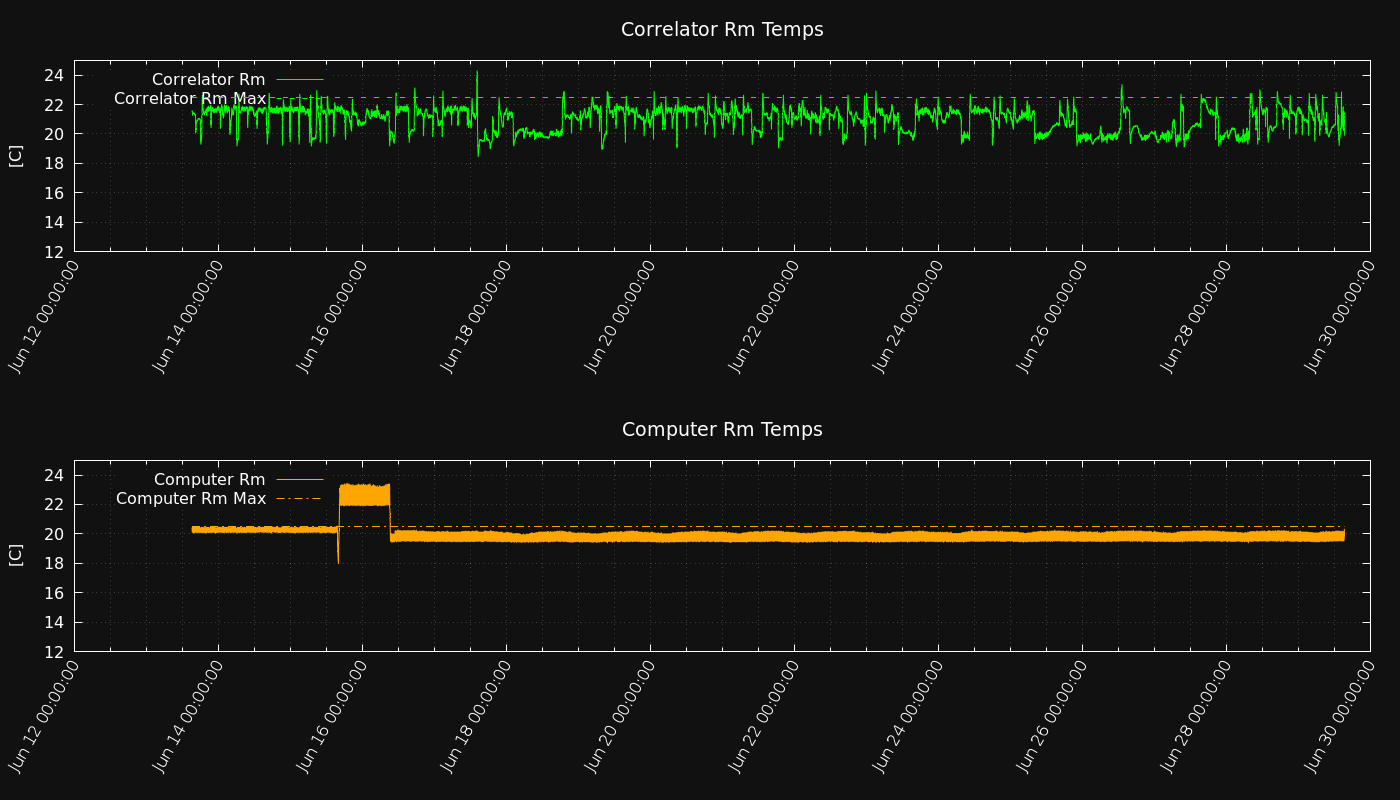 Correlator Rm Temps
Correlator Rm
Correlator Rm Max
[C]
24
22
20
18
16
14
12
Jun 12 00:00:00
Jun 14 00:00:00
Jun 16 00:00:00
Jun 18 00:00:00
Jun 20 00:00:00
Jun 22 00:00:00
Jun 24 00:00:00
Jun 26 00:00:00
Jun 28 00:00:00
Jun 30 00:00:00
Computer Rm Temps
Computer Rm
Computer Rm Max
[C]
24
22
20
18
16
14
12
Jun 12 00:00:00
Jun 14 00:00:00
Jun 16 00:00:00
Jun 18 00:00:00
Jun 20 00:00:00
Jun 22 00:00:00
Jun 24 00:00:00
Jun 26 00:00:00
Jun 28 00:00:00
Jun 30 00:00:00